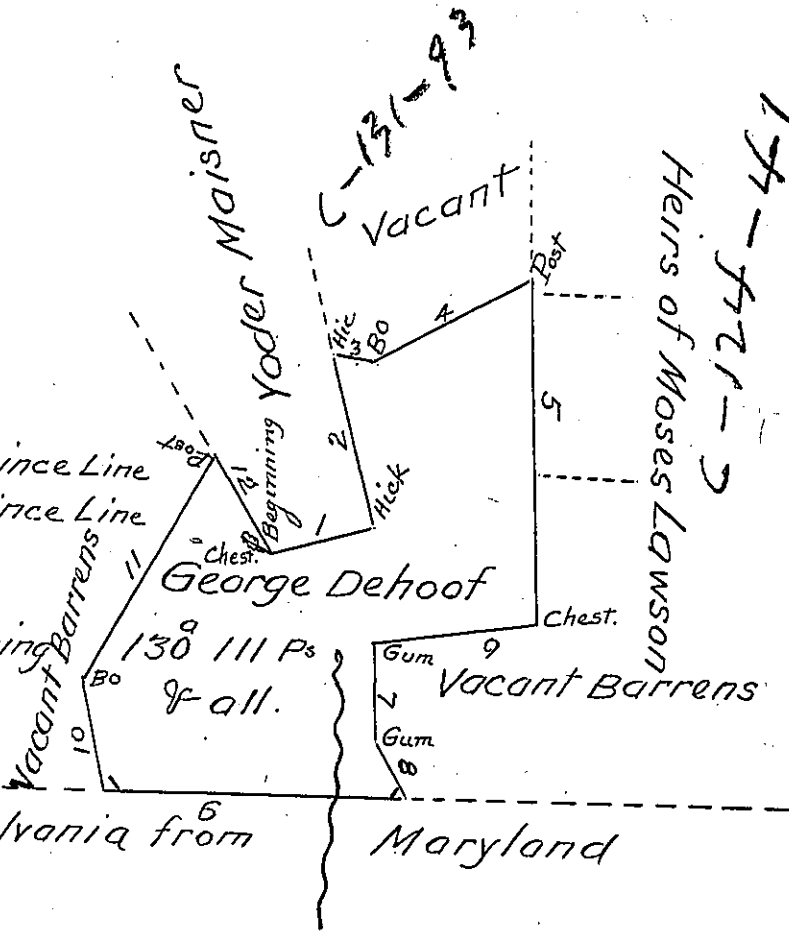 C-131-93
Vacant
Yoder Maisner
Heirs of Moses Lawson
C-124-14
Post
Hic
3
Bo
4
5
2
Hick
1
Beginning
Post
12
B
Chest.
ince Line
ince Line
11
George Dehoof
130 a 111 Ps
& all.
ing
Vacant Barrens
Bo
10
Chest.
6
Gum
7
Vacant Barrens
Gum
8
9
lvania from
Maryland